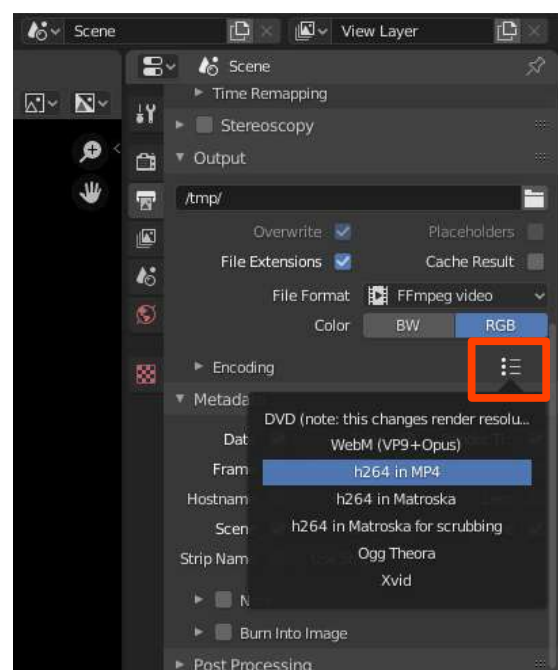 Scene
View Layer
Scene
Time Remapping
Stereoscopy
Output
/tmp/
Overwrite
Placeholders
File Extensions
Cache Result
File Format
FFmpeg video
Color
BW
RGB
Encoding
Metada
DVD (note: this changes render resolu...
Dat
WebM (VP9+Opus)
Fram
h264 in MP4
Hostnam
h264 in Matroska
Scen
h264 in Matroska for scrubbing
Strip Nam
Ogg Theora
Xvid
N
Burn Into Image
Post Processing